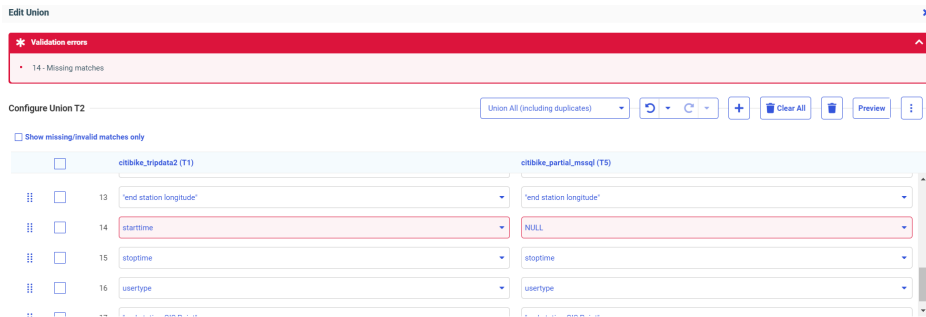 Edit Union
Validation errors
14 - Missing matches
Configure Union T2
Union All (including duplicates)
Clear All
Preview
Show missing/invalid matches only
citibike_tripdata2 (T1) citibike_partial_mssql (T5)
13 "end station longitude" "end station longitude"
14 starttime NULL
15 stoptime stoptime
16 usertype usertype